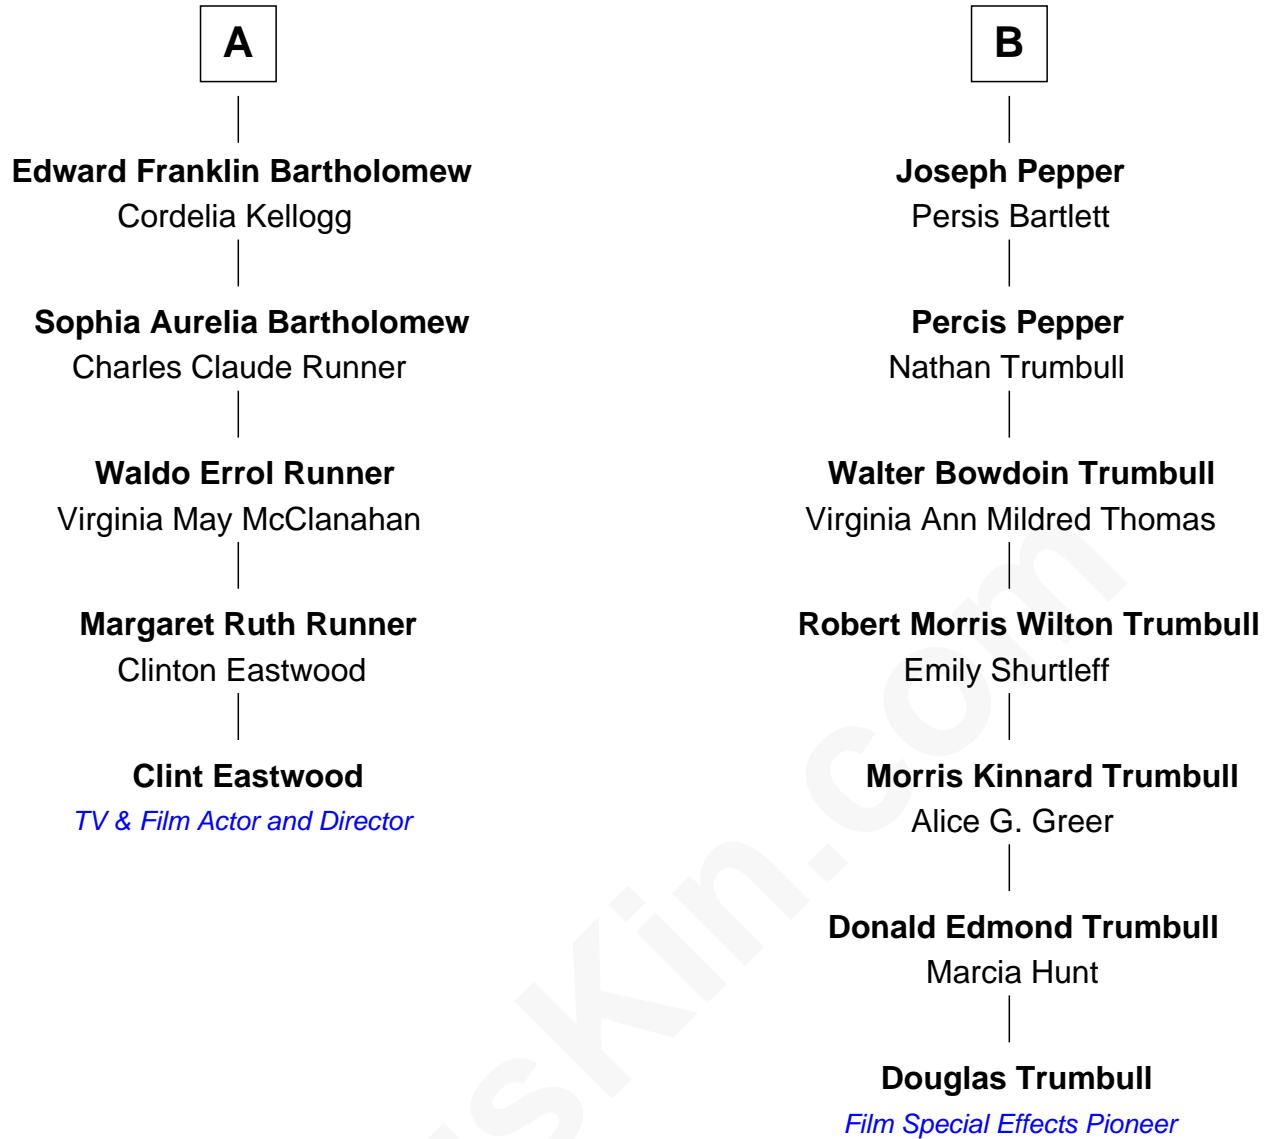 A
Edward Franklin Bartholomew
Cordelia Kellogg
Sophia Aurelia Bartholomew
Charles Claude Runner
Waldo Errol Runner
Virginia May McClanahan
Margaret Ruth Runner
Clinton Eastwood
Clint Eastwood
TV & Film Actor and Director
B
Joseph Pepper
Persis Bartlett
Percis Pepper
Nathan Trumbull
Walter Bowdoin Trumbull
Virginia Ann Mildred Thomas
Robert Morris Wilton Trumbull
Emily Shurtleff
Morris Kinnard Trumbull
Alice G. Greer
Donald Edmond Trumbull
Marcia Hunt
Douglas Trumbull
Film Special Effects Pioneer
sKin.com